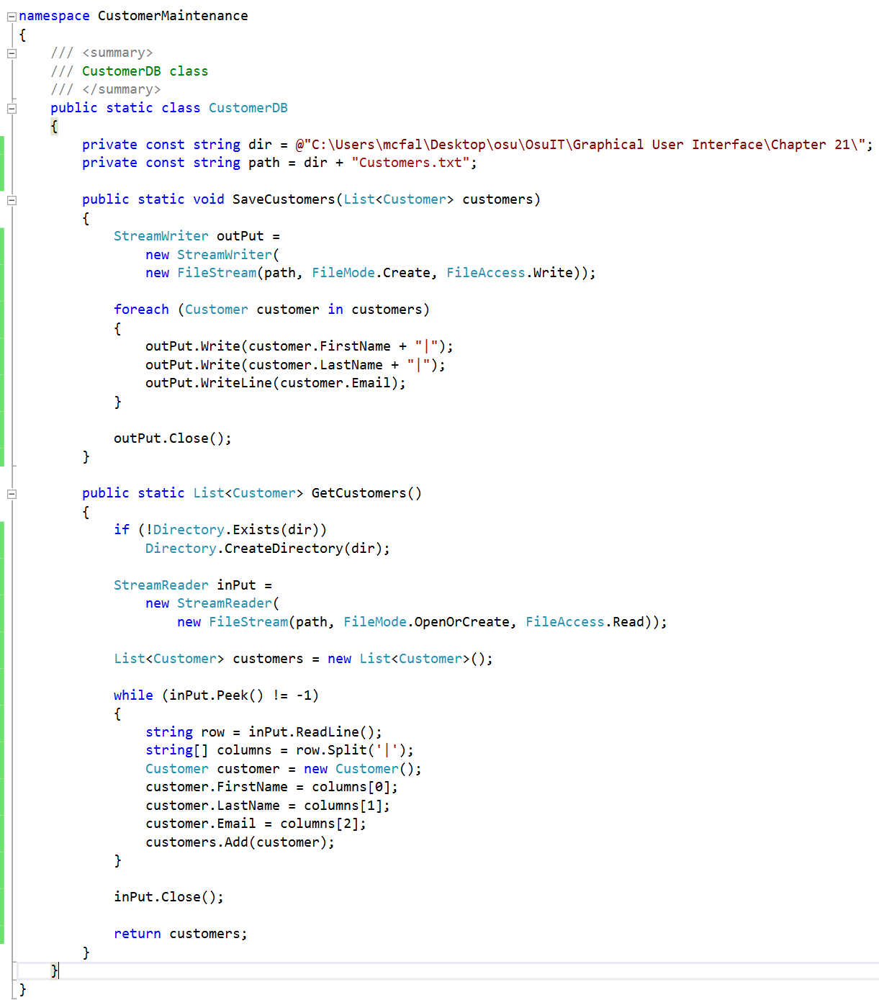 namespace CustomerMaintenance
{
    /// <summary>
    /// CustomerDB class
    /// </summary>
    public static class CustomerDB
    {
        private const string dir = @"C:\Users\mcfal\Desktop\osu\OsuIT\Graphical User Interface\Chapter 21\";
        private const string path = dir + "Customers.txt";

        public static void SaveCustomers(List<Customer> customers)
        {
            StreamWriter outPut =
                new StreamWriter(
                new FileStream(path, FileMode.Create, FileAccess.Write));

            foreach (Customer customer in customers)
            {
                outPut.Write(customer.FirstName + "|");
                outPut.Write(customer.LastName + "|");
                outPut.WriteLine(customer.Email);
            }

            outPut.Close();
        }

        public static List<Customer> GetCustomers()
        {
            if (!Directory.Exists(dir))
                Directory.CreateDirectory(dir);

            StreamReader inPut =
                new StreamReader(
                    new FileStream(path, FileMode.OpenOrCreate, FileAccess.Read));

            List<Customer> customers = new List<Customer>();

            while (inPut.Peek() != -1)
            {
                string row = inPut.ReadLine();
                string[] columns = row.Split('|');
                Customer customer = new Customer();
                customer.FirstName = columns[0];
                customer.LastName = columns[1];
                customer.Email = columns[2];
                customers.Add(customer);
            }

            inPut.Close();

            return customers;
        }
    }
}